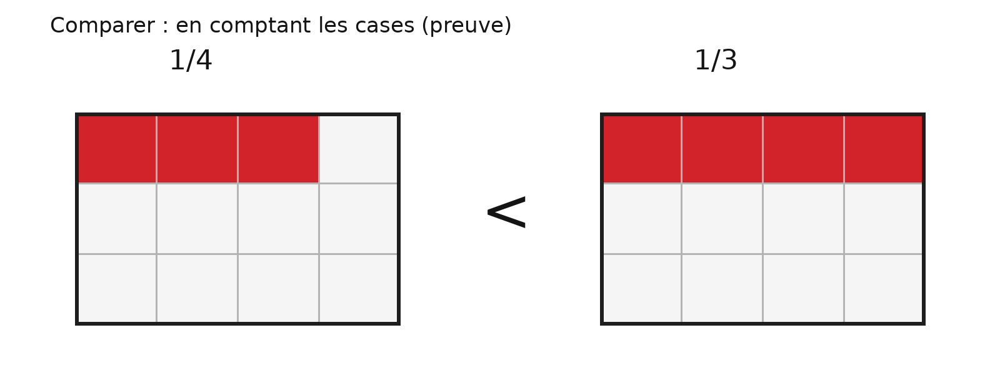 Comparer : en comptant les cases (preuve)
1/4 1/3
<